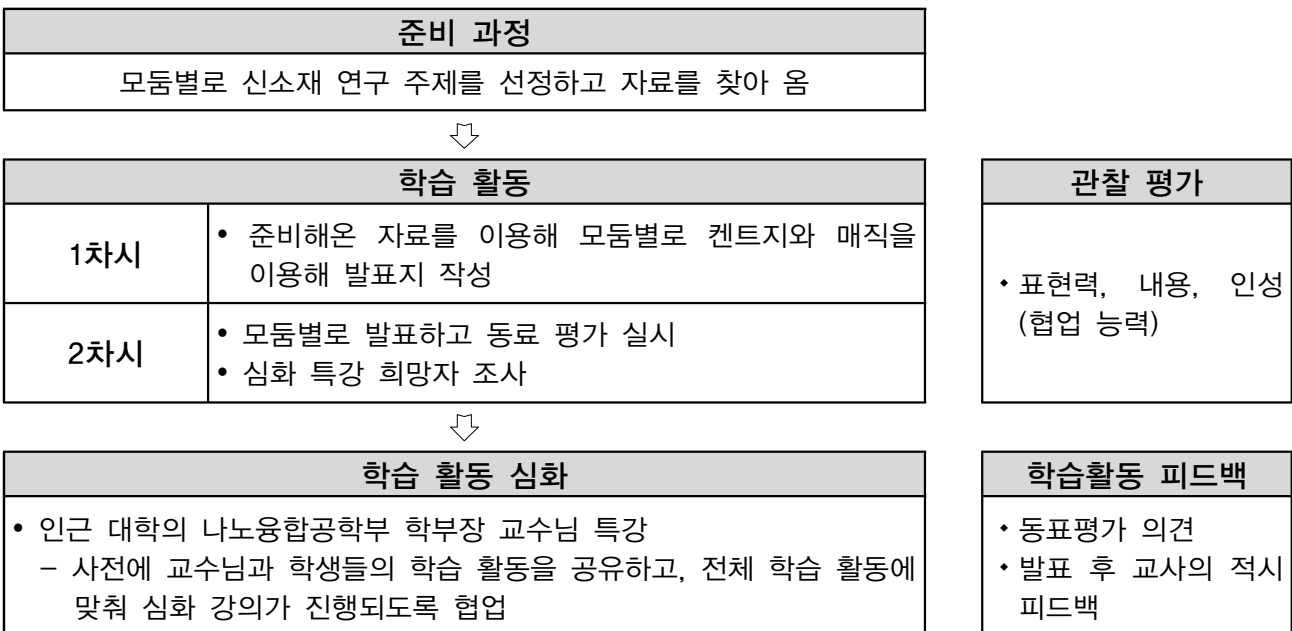 준비 과정
모둠별로 신소재 연구 주제를 선정하고 자료를 찾아 옴
학습 활동
1차시
• 준비해온 자료를 이용해 모둠별로 켄트지와 매직을
이용해 발표지 작성
2차시
• 모둠별로 발표하고 동료 평가 실시
• 심화 특강 희망자 조사
관찰 평가
• 표현력, 내용, 인성
(협업 능력)
학습 활동 심화
• 인근 대학의 나노융합공학부 학부장 교수님 특강
– 사전에 교수님과 학생들의 학습 활동을 공유하고, 전체 학습 활동에
맞춰 심화 강의가 진행되도록 협업
학습활동 피드백
• 동표평가 의견
• 발표 후 교사의 적시
피드백